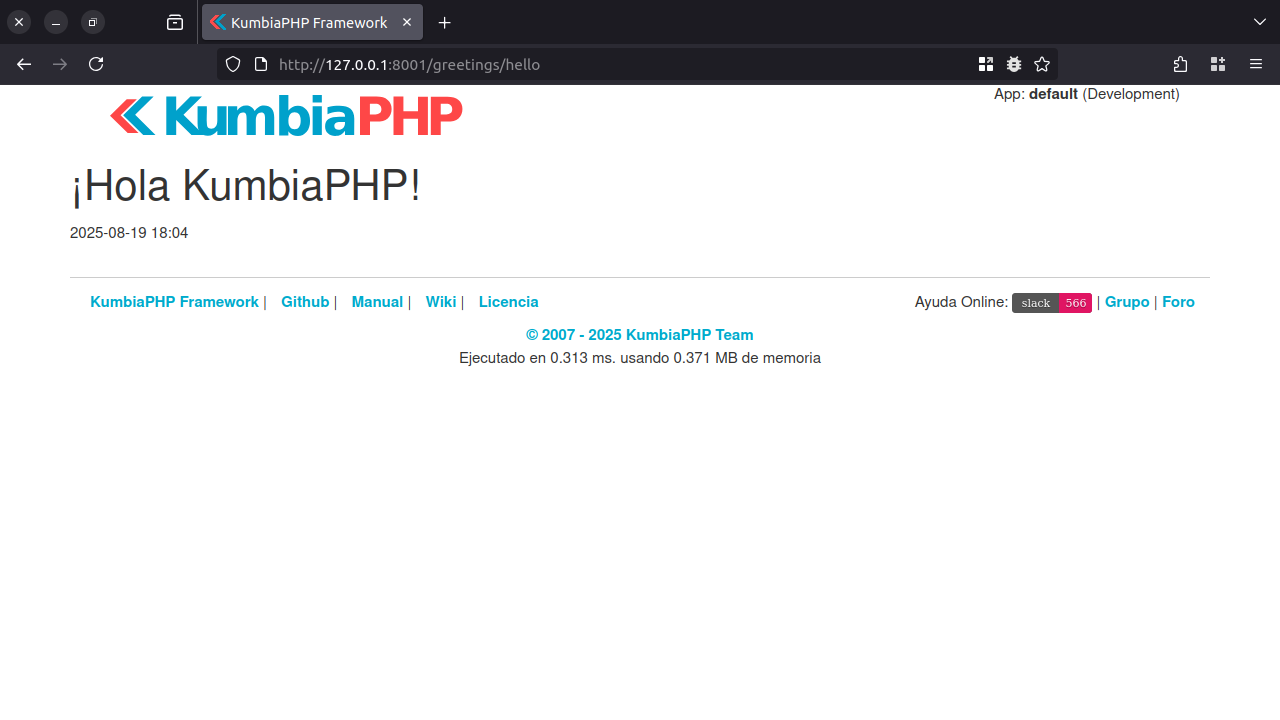 KumbiaPHP Framework
http://127.0.0.1:8001/greetings/hello
KumbiaPHP
App: default (Development)
¡Hola KumbiaPHP!
2025-08-19 18:04
KumbiaPHP Framework | Github | Manual | Wiki | Licencia
Ayuda Online: slack 566 | Grupo | Foro
© 2007 - 2025 KumbiaPHP Team
Ejecutado en 0.313 ms. usando 0.371 MB de memoria